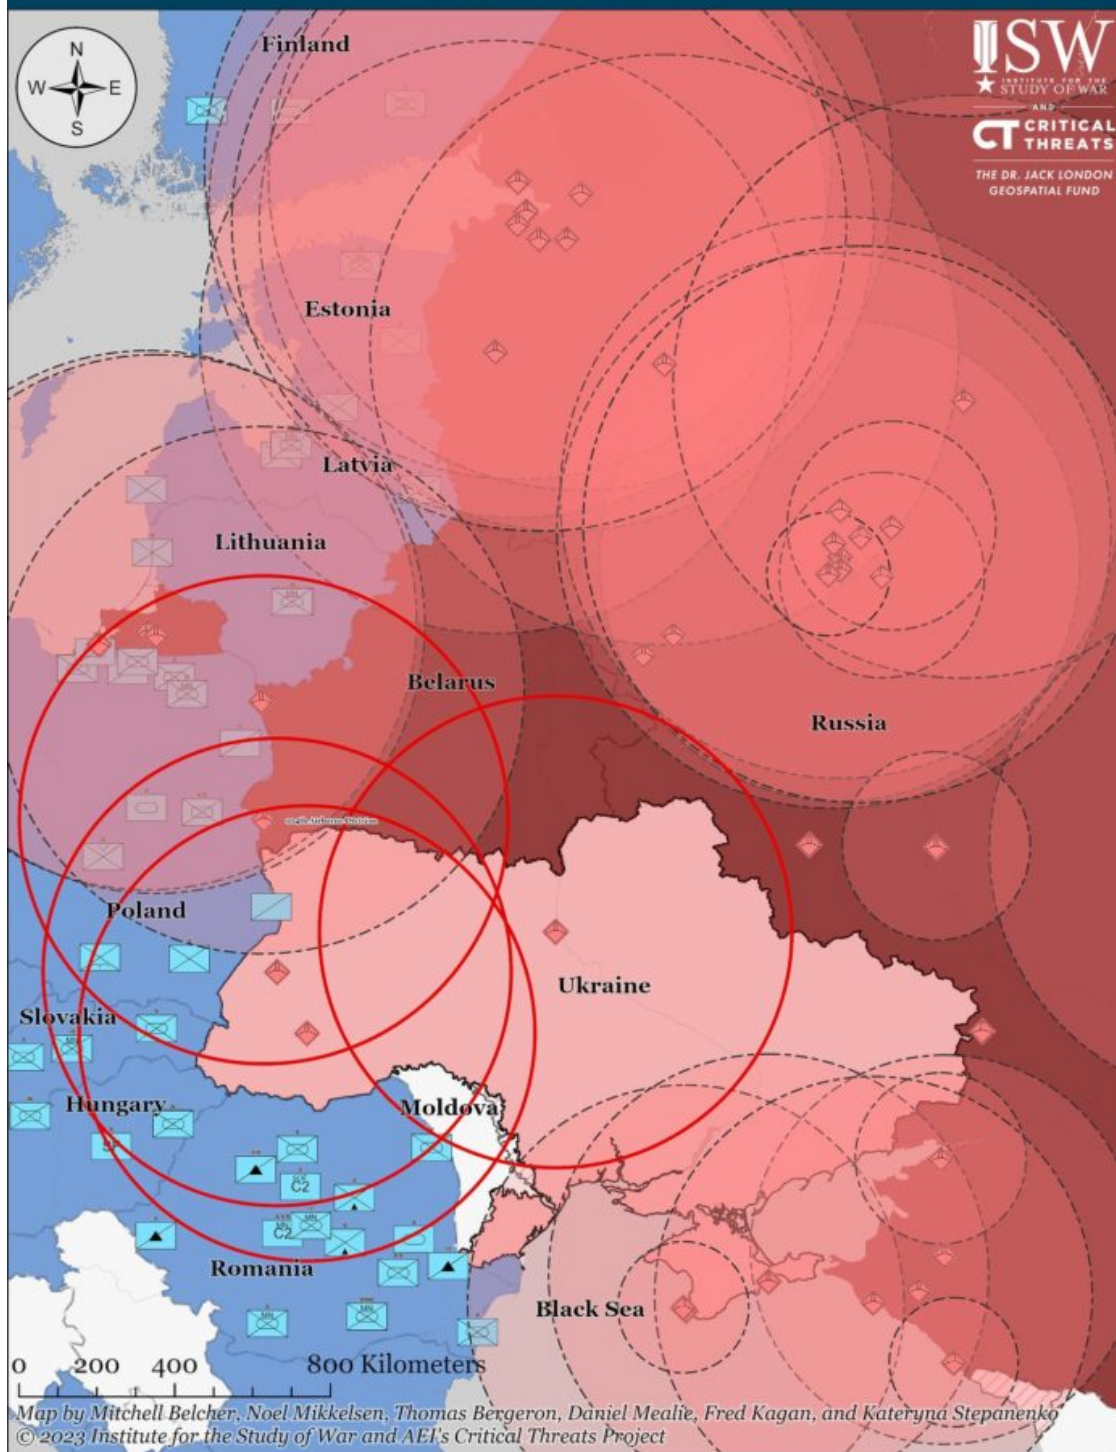 N
W E
S
Finland
ISW
INSTITUTE FOR THE
STUDY OF WAR
AND
CT CRITICAL
THREATS
THE DR. JACK LONDON
GEOSPATIAL FUND
Estonia
Latvia
Lithuania
Belarus
Russia
Poland
Ukraine
Slovakia
Hungary
Moldova
C2
C2
MN
Romania
MN
MN
Black Sea
0 200 400 800 Kilometers
Map by Mitchell Belcher, Noel Mikkelsen, Thomas Bergeron, Daniel Mealie, Fred Kagan, and Kateryna Stepanenko
© 2023 Institute for the Study of War and AEI's Critical Threats Project